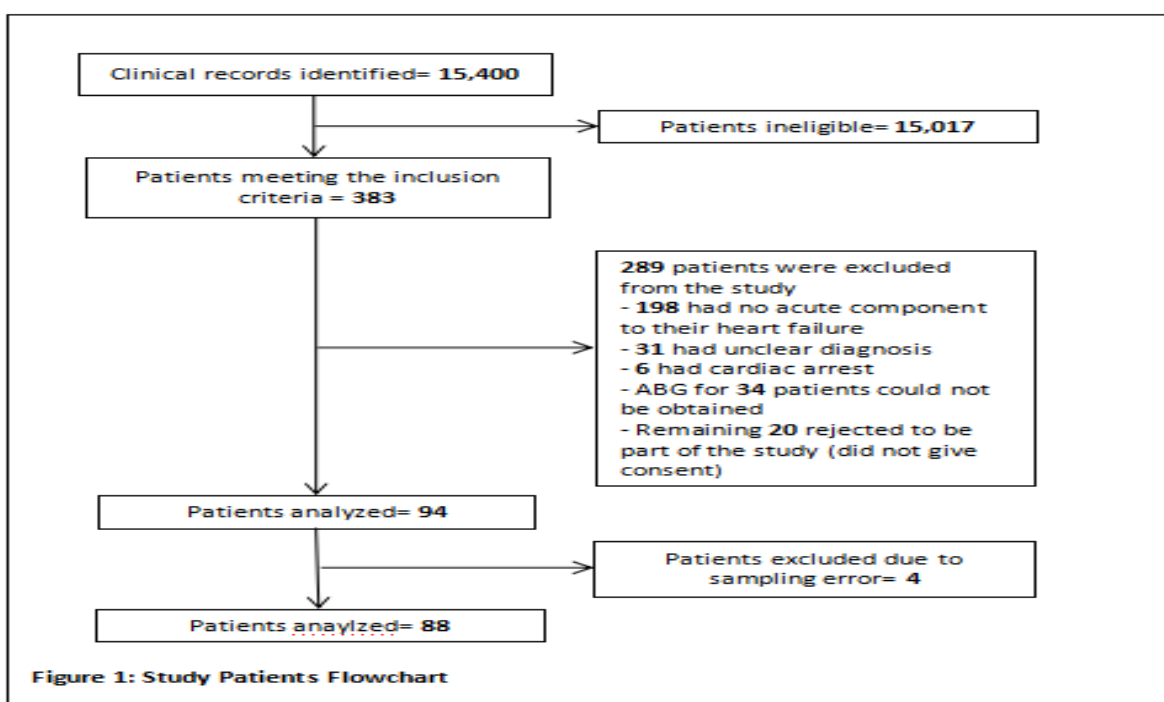 Clinical records identified= 15,400
Patients ineligible= 15,017
Patients meeting the inclusion
criteria = 383
289 patients were excluded
from the study
- 198 had no acute component
to their heart failure
- 31 had unclear diagnosis
- 6 had cardiac arrest
- ABG for 34 patients could not
be obtained
- Remaining 20 rejected to be
part of the study (did not give
consent)
Patients analyzed= 94
Patients excluded due to
sampling error= 4
Patients anaylzed= 88
Figure 1: Study Patients Flowchart